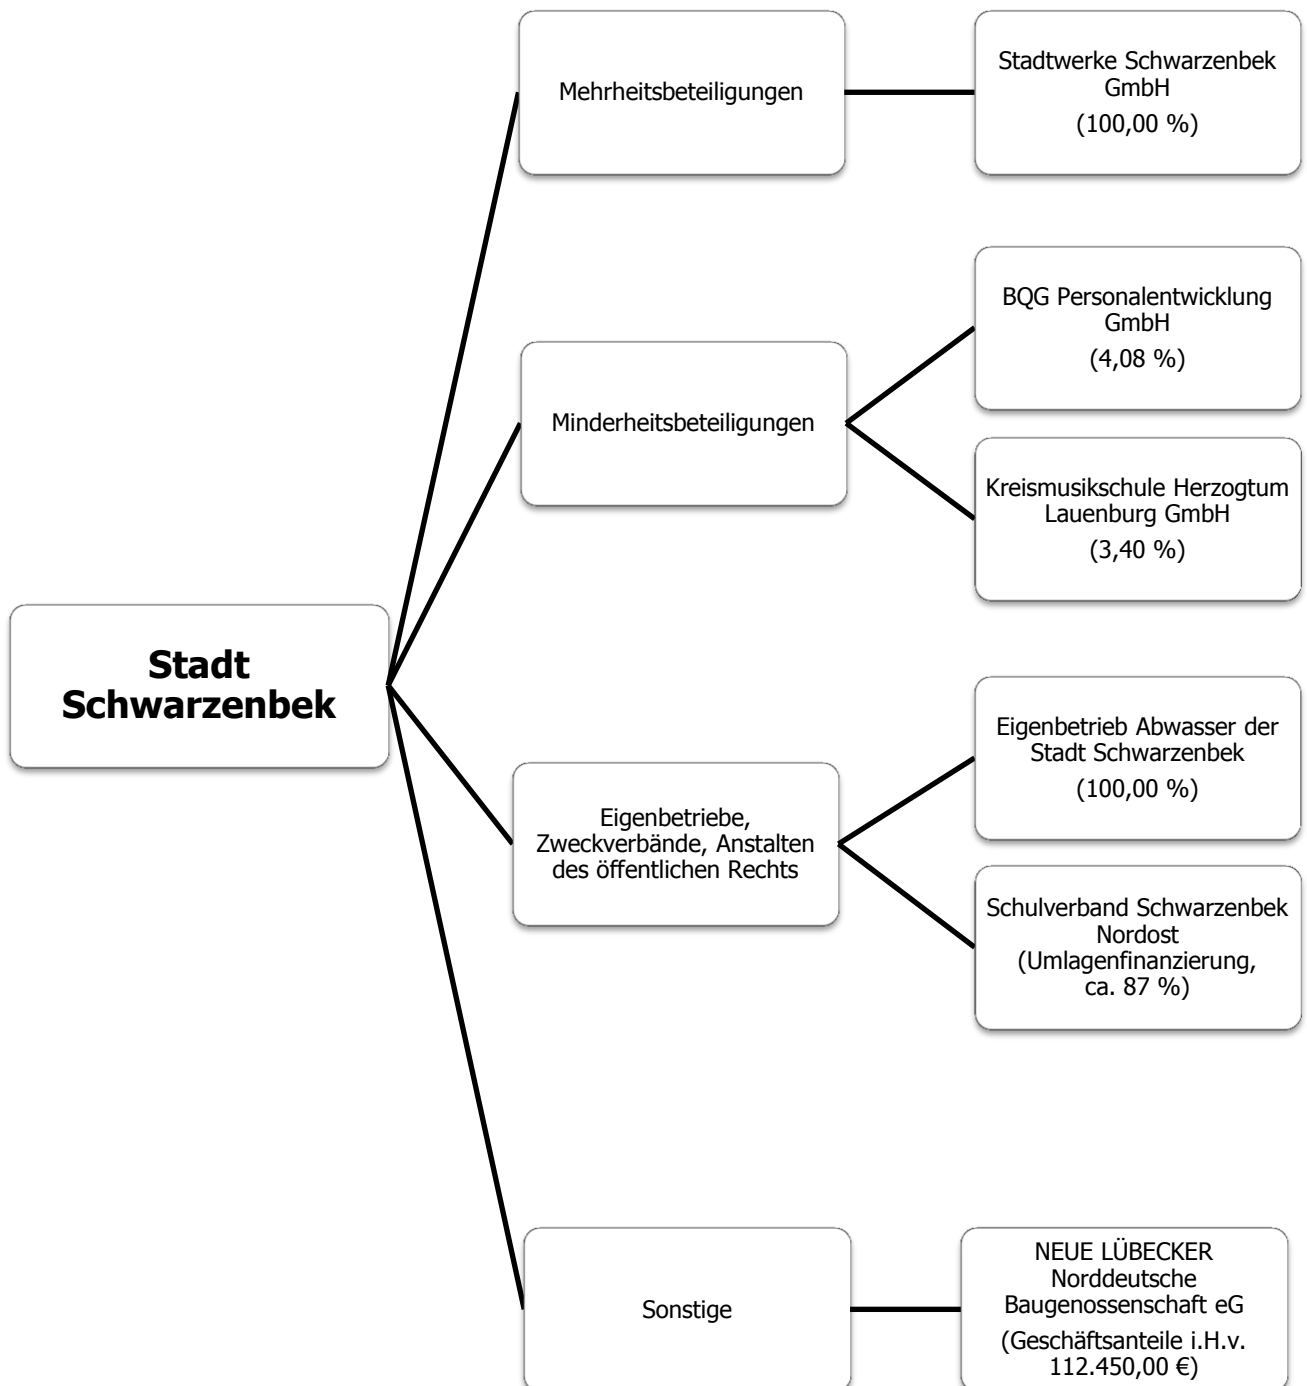 Mehrheitsbeteiligungen
Stadtwerke Schwarzenbek
GmbH
(100,00 %)
BQG Personalentwicklung
GmbH
(4,08 %)
Minderheitsbeteiligungen
Kreismusikschule Herzogtum
Lauenburg GmbH
(3,40 %)
Stadt
Schwarzenbek
Eigenbetrieb Abwasser der
Stadt Schwarzenbek
(100,00 %)
Eigenbetriebe,
Zweckverbände, Anstalten
des öffentlichen Rechts
Schulverband Schwarzenbek
Nordost
(Umlagenfinanzierung,
ca. 87 %)
Sonstige
NEUE LÜBECKER
Norddeutsche
Baugenossenschaft eG
(Geschäftsanteile i.H.v.
112.450,00 €)